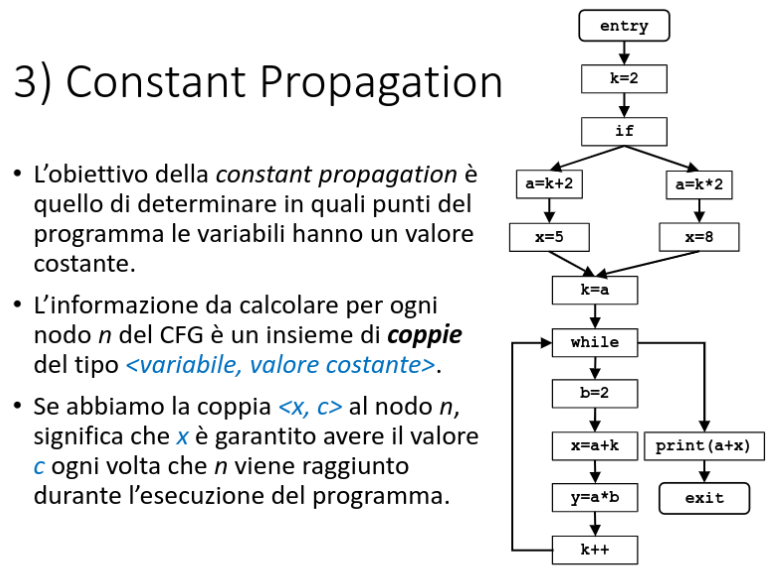 3) Constant Propagation
• L’obiettivo della constant propagation è
quello di determinare in quali punti del
programma le variabili hanno un valore
costante.
• L’informazione da calcolare per ogni
nodo n del CFG è un insieme di coppie
del tipo <variabile, valore costante>.
• Se abbiamo la coppia <x, c> al nodo n,
significa che x è garantito avere il valore
c ogni volta che n viene raggiunto
durante l’esecuzione del programma.
entry
k=2
if
a=k+2
a=k*2
x=5
x=8
k=a
while
b=2
x=a+k
print(a+x)
y=a*b
exit
k++